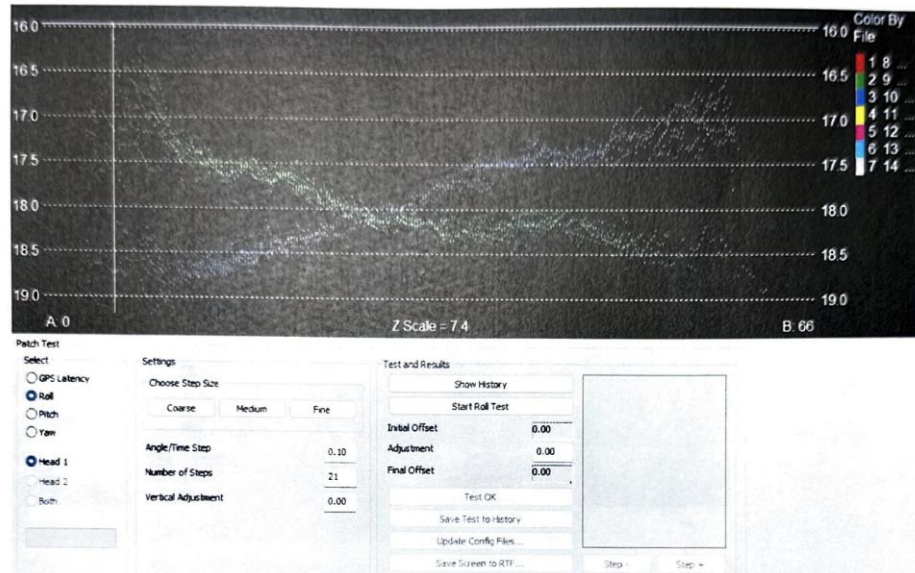 16.0
16.5
17.0
17.5
18.0
18.5
19.0
16.0
16.5
17.0
17.5
18.0
18.5
19.0
Color By
File
1 8 ...
2 9 ...
3 10 ...
4 11 ...
5 12 ...
6 13 ...
7 14 ...
A: 0
Z Scale = 7.4
B: 66
Patch Test
Select
GPS Latency
Roll
Pitch
Yaw
Head 1
Head 2
Both
Settings
Choose Step Size
Coarse Medium Fine
Angle/Time Step 0.10
Number of Steps 21
Vertical Adjustment 0.00
Test and Results
Show History
Start Roll Test
Initial Offset 0.00
Adjustment 0.00
Final Offset 0.00
Test OK
Save Test to History
Update Config Files...
Save Screen to RTF...
Step -
Step +